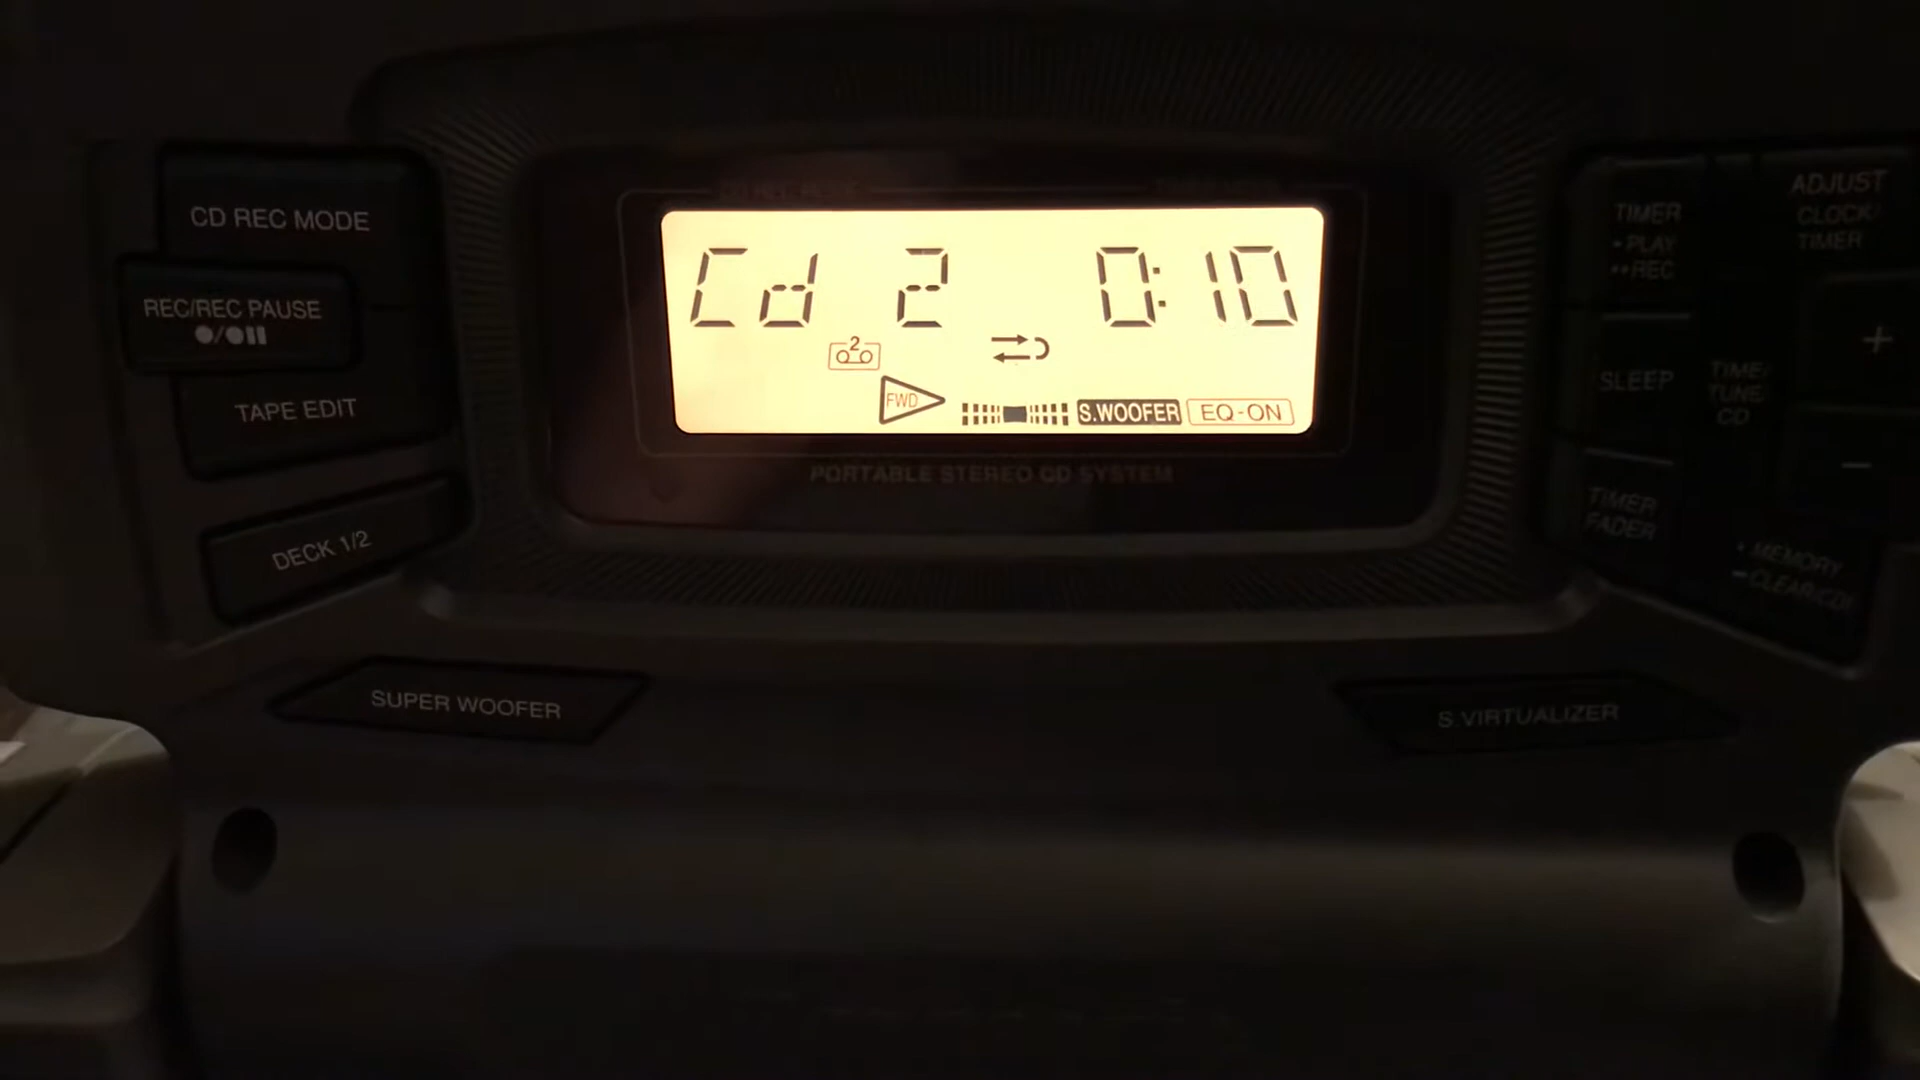 CD REC MODE
REC/REC PAUSE
TAPE EDIT
DECK 1/2
Cd 2 0:10
2
FWD
S.WOOFER EQ-ON
PORTABLE STEREO CD SYSTEM
TIMER
•PLAY
••REC
SLEEP
TIMER
FADER
ADJUST
CLOCK/
TIMER
+
TIME/
TUNE/
CD
−
•MEMORY
SUPER WOOFER
S.VIRTUALIZER